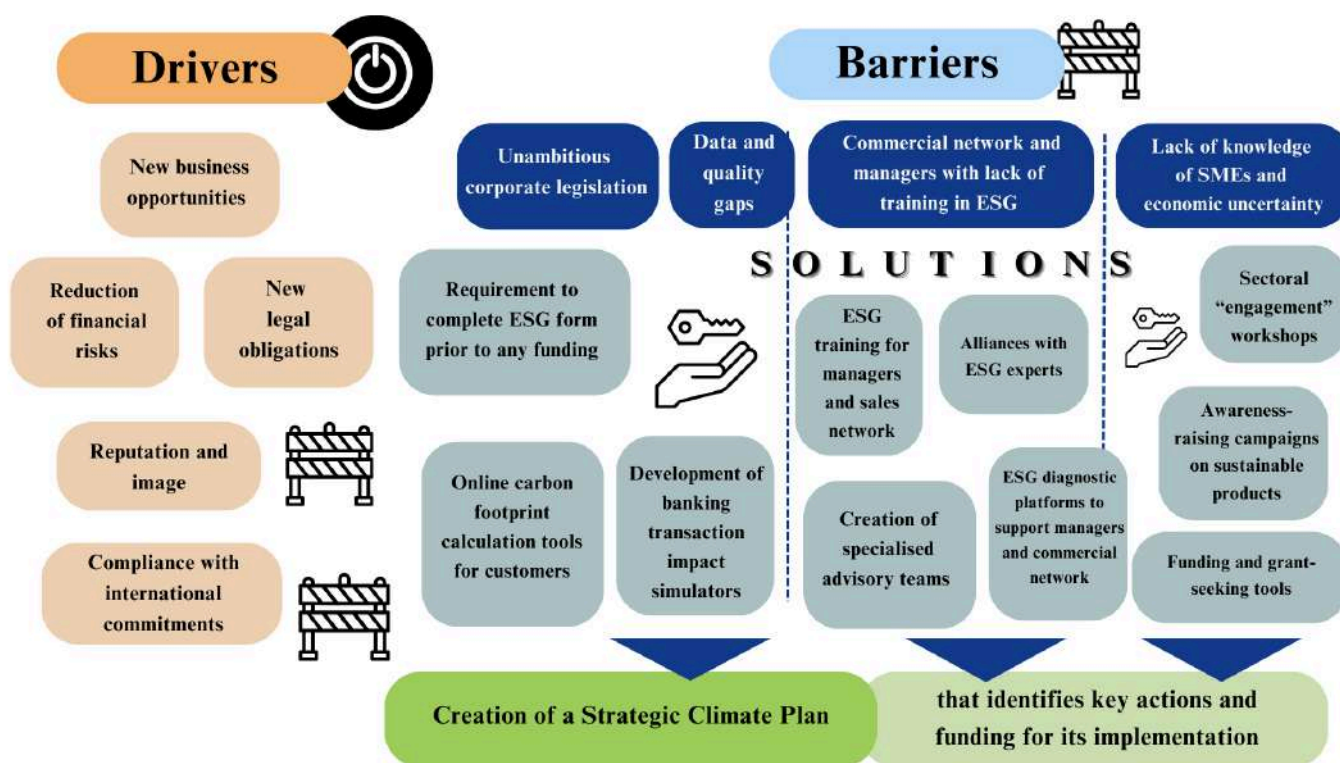 Drivers
Barriers
New business
opportunities
Reduction
of financial
risks
New
legal
obligations
Reputation and
image
Compliance with
international
commitments
Unambitious
corporate legislation
Data and
quality
gaps
Commercial network and
managers with lack of
training in ESG
Lack of knowledge
of SMEs and
economic uncertainty
SOLUTIONS
Requirement to
complete ESG form
prior to any funding
Online carbon
footprint
calculation tools
for customers
Development of
banking
transaction
impact
simulators
ESG
training for
managers
and sales
network
Alliances with
ESG experts
Creation of
specialised
advisory teams
ESG diagnostic
platforms to
support managers
and commercial
network
Sectoral
“engagement”
workshops
Awareness-
raising campaigns
on sustainable
products
Funding and grant-
seeking tools
Creation of a Strategic Climate Plan
that identifies key actions and
funding for its implementation